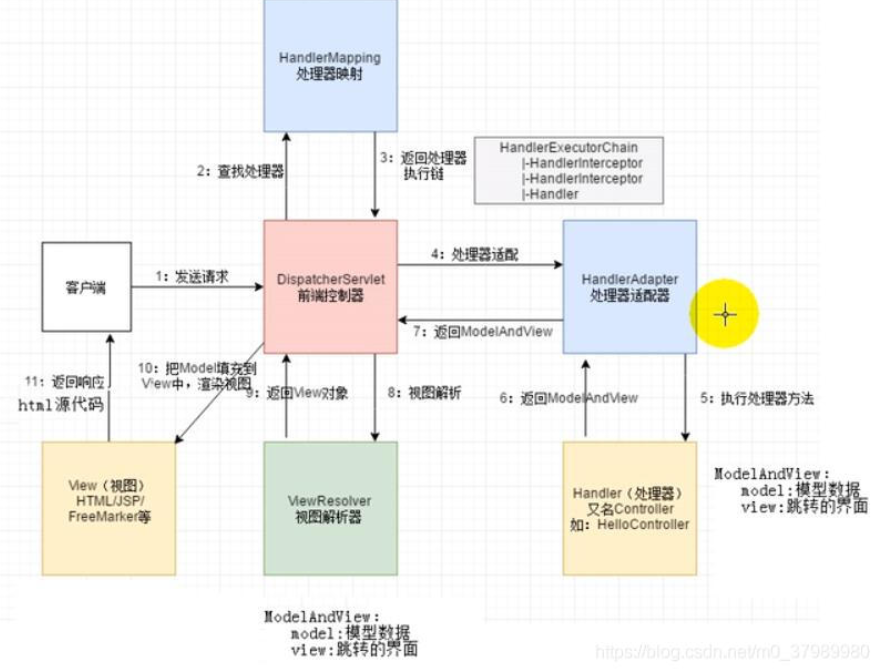 HandlerMapping
处理器映射
2：查找处理器
3：返回处理器
执行链
HandlerExecutorChain
|-HandlerInterceptor
|-HandlerInterceptor
|-Handler
客户端
1：发送请求
DispatcherServlet
前端控制器
4：处理器适配
HandlerAdapter
处理器适配器
7：返回ModelAndView
11：返回响应
html源代码
10：把Model填充到
View中，渲染视图
9：返回View对象
8：视图解析
6：返回ModelAndView
5：执行处理器方法
View（视图）
HTML/JSP/
FreeMarker等
ViewResolver
视图解析器
Handler（处理器）
又名Controller
如：HelloController
ModelAndView：
model:模型数据
view:跳转的界面
ModelAndView：
model:模型数据
view:跳转的界面
https://blog.csdn.net/m0_37989980